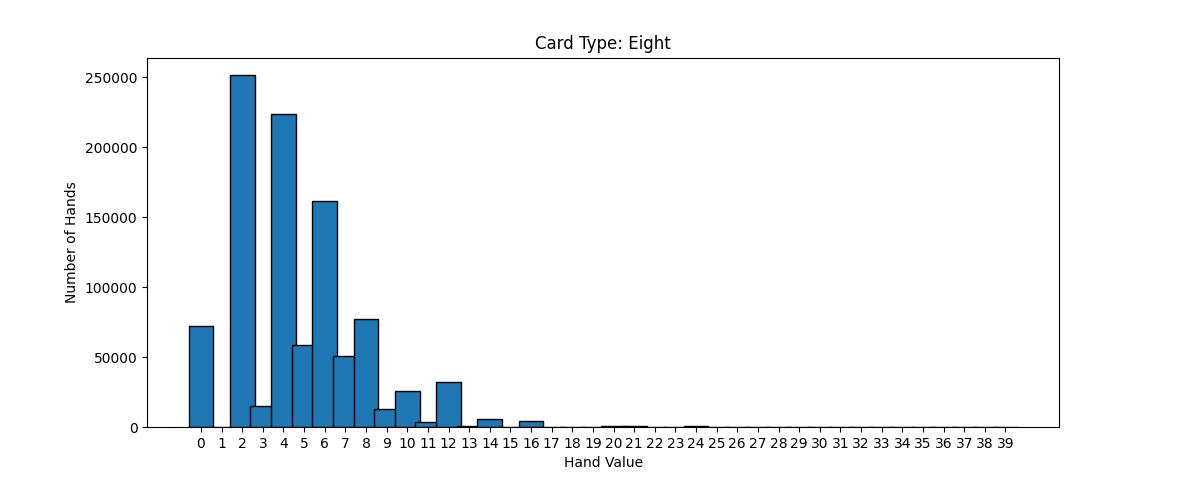 Card Type: Eight
250000
200000
150000
100000
50000
0
Number of Hands
0 1 2 3 4 5 6 7 8 9 10 11 12 13 14 15 16 17 18 19 20 21 22 23 24 25 26 27 28 29 30 31 32 33 34 35 36 37 38 39
Hand Value